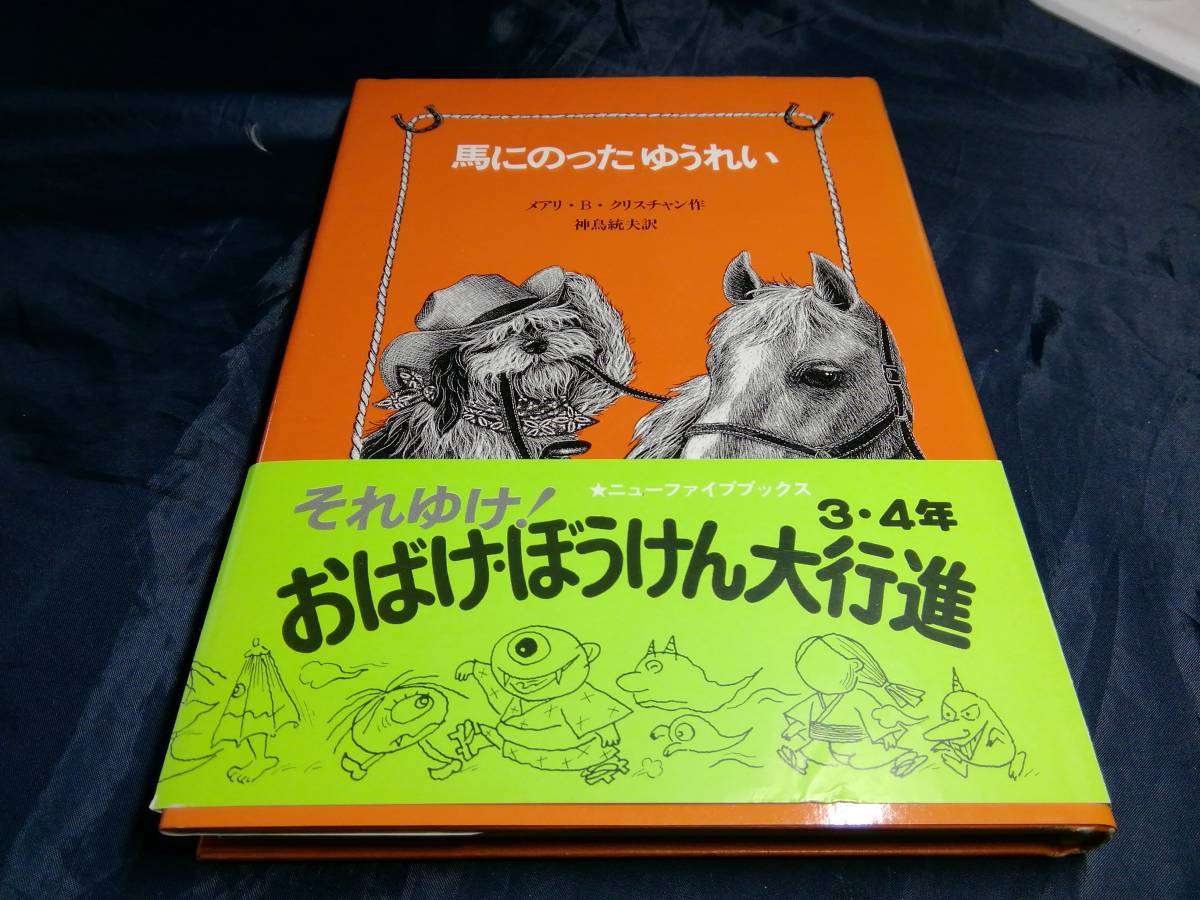 馬にのったゆうれい
メアリ・B・クリスチャン作
神鳥統夫訳
それゆけ!
★ニューファイブブックス
3・4年
おばけ・ぼうけん大行進